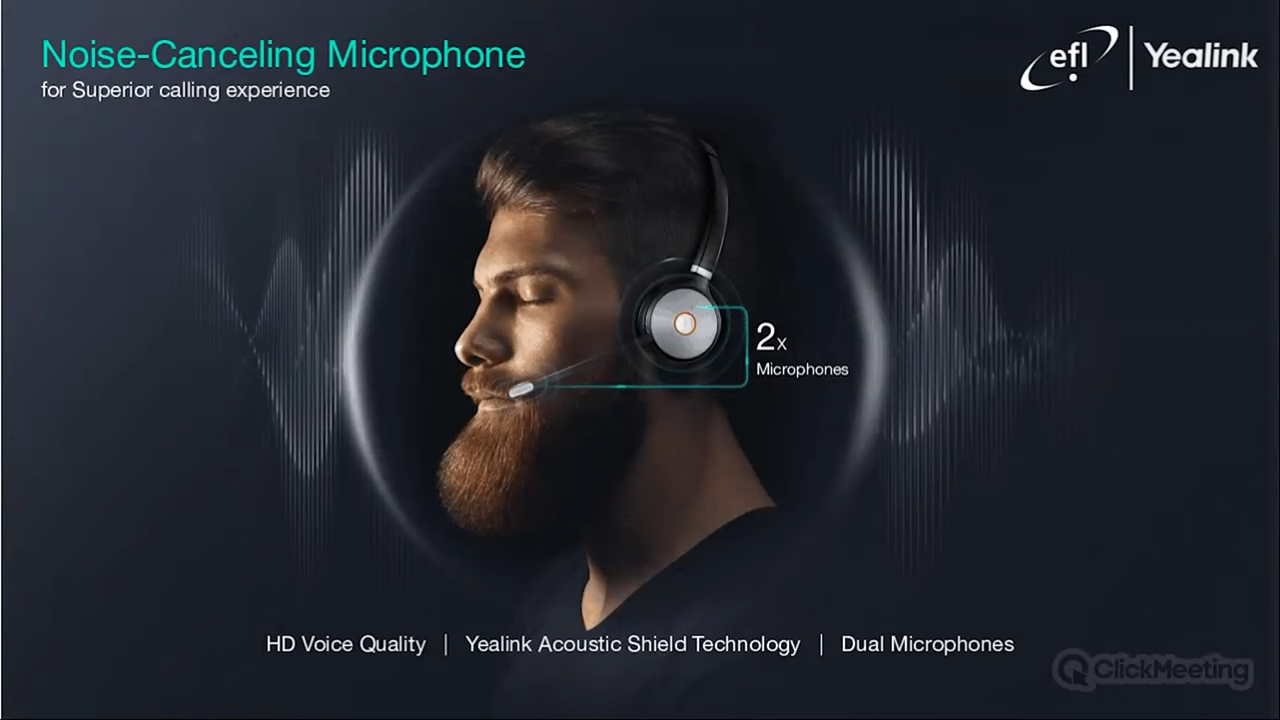 Noise-Canceling Microphone
for Superior calling experience
efl | Yealink
2x
Microphones
HD Voice Quality | Yealink Acoustic Shield Technology | Dual Microphones
ClickMeeting